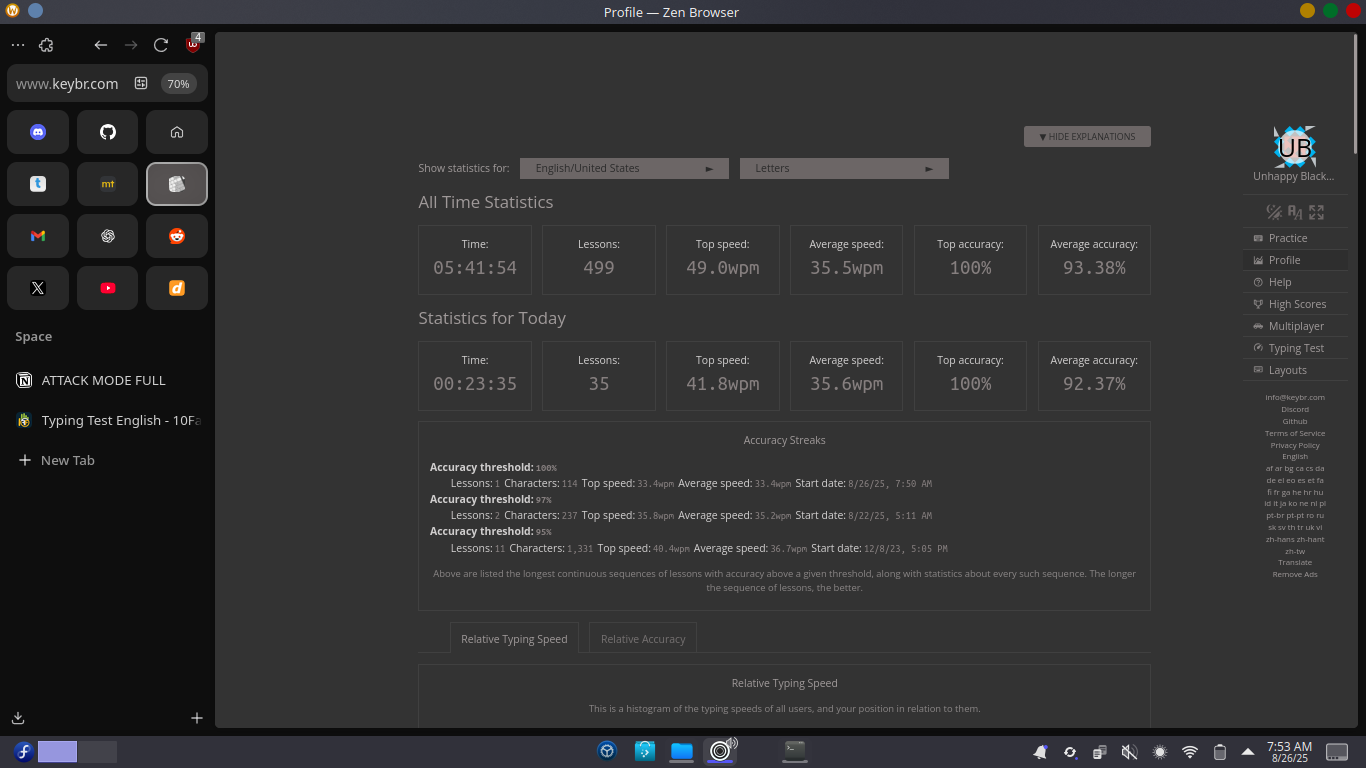 W
Profile — Zen Browser
4
www.keybr.com
70%
mt
Space
ATTACK MODE FULL
Typing Test English - 10Fa
New Tab
▼ HIDE EXPLANATIONS
Show statistics for:
English/United States ►
Letters ►
All Time Statistics
Time: Lessons: Top speed: Average speed: Top accuracy: Average accuracy:
05:41:54 499 49.0wpm 35.5wpm 100% 93.38%
Statistics for Today
Time: Lessons: Top speed: Average speed: Top accuracy: Average accuracy:
00:23:35 35 41.8wpm 35.6wpm 100% 92.37%
Accuracy Streaks
Accuracy threshold: 100%
Lessons: 1 Characters: 114 Top speed: 33.4wpm Average speed: 33.4wpm Start date: 8/26/25, 7:50 AM
Accuracy threshold: 97%
Lessons: 2 Characters: 237 Top speed: 35.8wpm Average speed: 35.2wpm Start date: 8/22/25, 5:11 AM
Accuracy threshold: 95%
Lessons: 11 Characters: 1,331 Top speed: 40.4wpm Average speed: 36.7wpm Start date: 12/8/23, 5:05 PM
Above are listed the longest continuous sequences of lessons with accuracy above a given threshold, along with statistics about every such sequence. The longer
the sequence of lessons, the better.
Relative Typing Speed
Relative Accuracy
Relative Typing Speed
This is a histogram of the typing speeds of all users, and your position in relation to them.
UB
Unhappy Black...
Practice
Profile
Help
High Scores
Multiplayer
Typing Test
Layouts
info@keybr.com
Discord
Github
Terms of Service
Privacy Policy
English
af ar bg ca cs da
de el eo es et fa
fi fr ga he hr hu
id it ja ko ne nl pl
pt-br pt-pt ro ru
sk sv th tr uk vi
zh-hans zh-hant
zh-tw
Translate
Remove Ads
7:53 AM
8/26/25